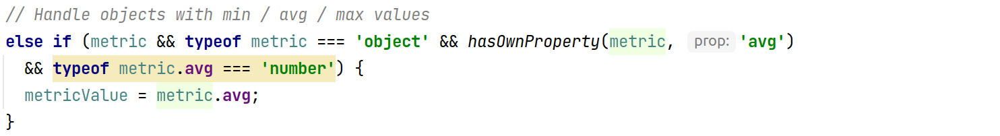 // Handle objects with min / avg / max values
else if (metric && typeof metric === 'object' && hasOwnProperty(metric, prop: 'avg')
  && typeof metric.avg === 'number') {
  metricValue = metric.avg;
}